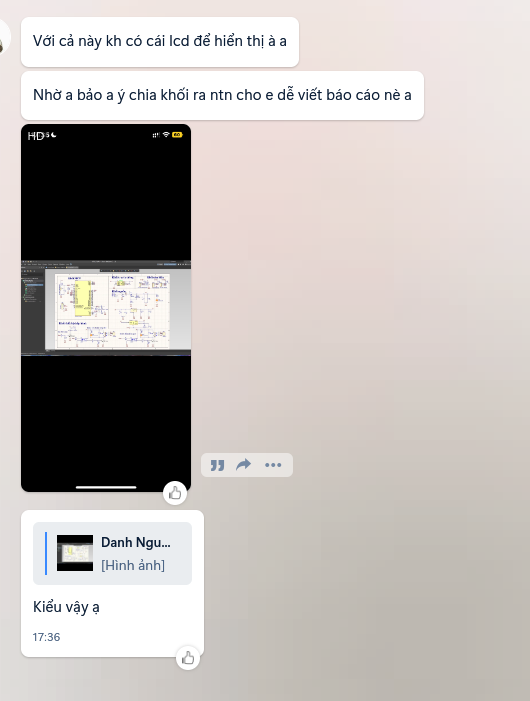 Với cả này kh có cái lcd để hiển thị à a
Nhờ a bảo a ý chia khối ra ntn cho e dễ viết báo cáo nè a
Danh Ngu...
[Hình ảnh]
Kiểu vậy ạ
17:36